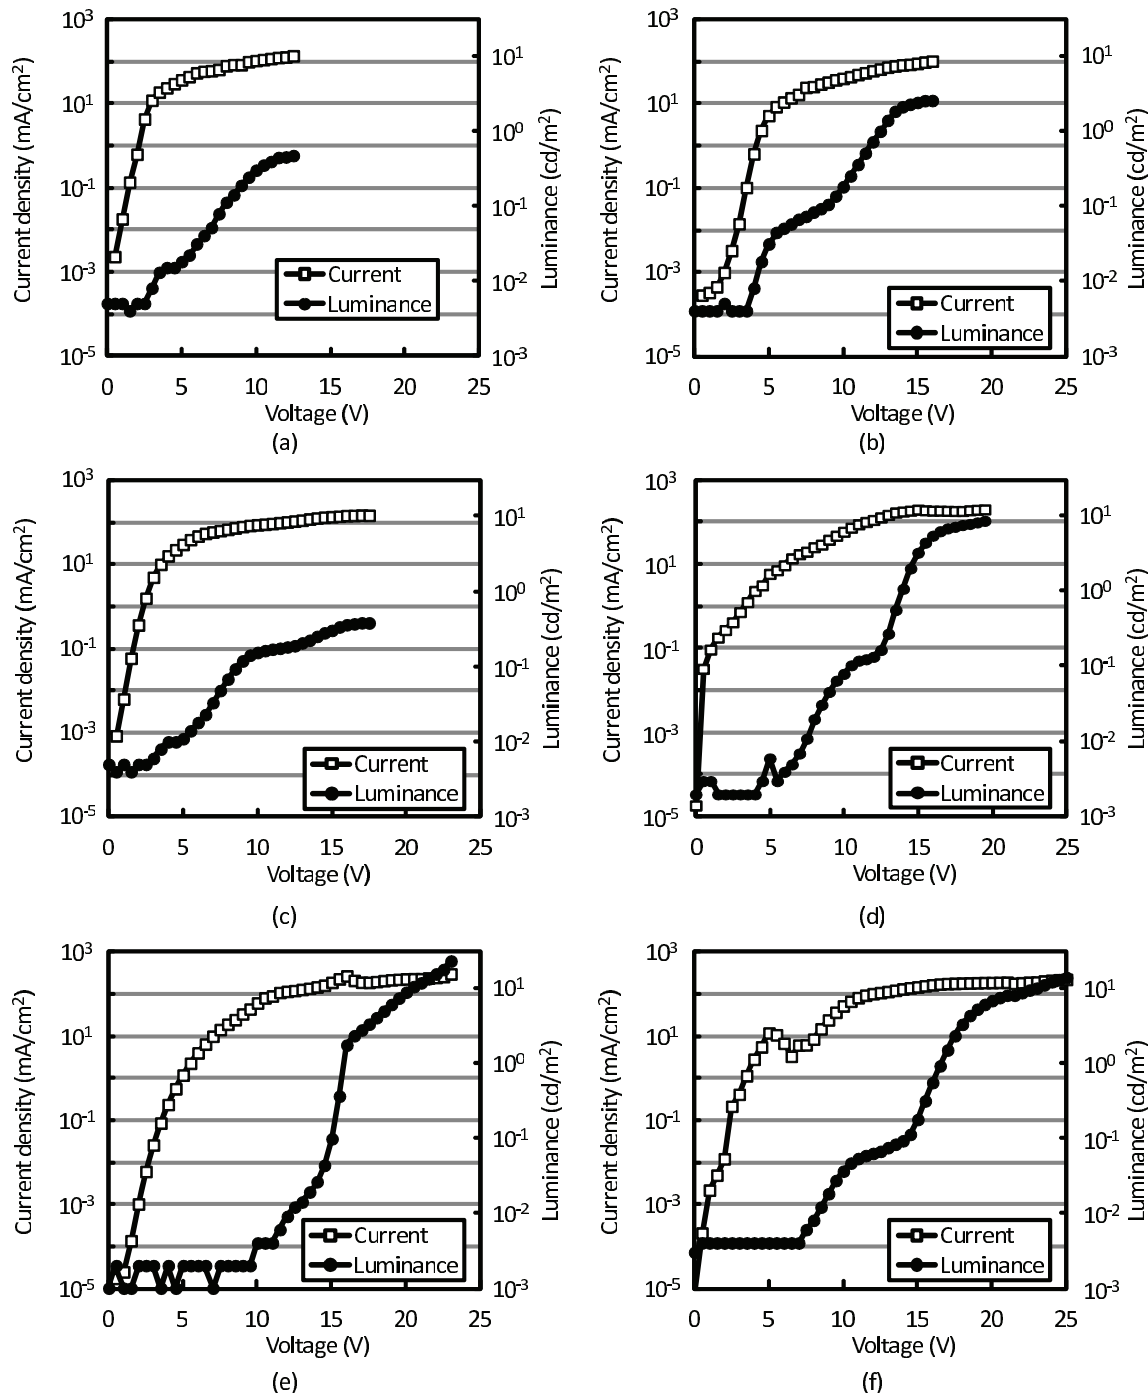 10³
10¹
10⁻¹
10⁻³
10⁻⁵
Current density (mA/cm²)
10¹
10⁰
10⁻¹
10⁻²
10⁻³
Luminance (cd/m²)
Current
Luminance
0 5 10 15 20 25
Voltage (V)
(a)
10³
10¹
10⁻¹
10⁻³
10⁻⁵
Current density (mA/cm²)
10¹
10⁰
10⁻¹
10⁻²
10⁻³
Luminance (cd/m²)
Current
Luminance
0 5 10 15 20 25
Voltage (V)
(b)
10³
10¹
10⁻¹
10⁻³
10⁻⁵
Current density (mA/cm²)
10¹
10⁰
10⁻¹
10⁻²
10⁻³
Luminance (cd/m²)
Current
Luminance
0 5 10 15 20 25
Voltage (V)
(c)
10³
10¹
10⁻¹
10⁻³
10⁻⁵
Current density (mA/cm²)
10¹
10⁰
10⁻¹
10⁻²
10⁻³
Luminance (cd/m²)
Current
Luminance
0 5 10 15 20 25
Voltage (V)
(d)
10³
10¹
10⁻¹
10⁻³
10⁻⁵
Current density (mA/cm²)
10¹
10⁰
10⁻¹
10⁻²
10⁻³
Luminance (cd/m²)
Current
Luminance
0 5 10 15 20 25
Voltage (V)
(e)
10³
10¹
10⁻¹
10⁻³
10⁻⁵
Current density (mA/cm²)
10¹
10⁰
10⁻¹
10⁻²
10⁻³
Luminance (cd/m²)
Current
Luminance
0 5 10 15 20 25
Voltage (V)
(f)